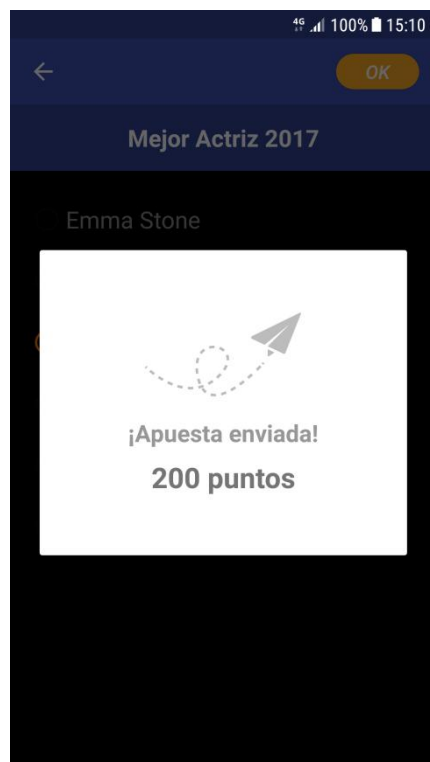 4G 100% 15:10
OK
Mejor Actriz 2017
Emma Stone
¡Apuesta enviada!
200 puntos